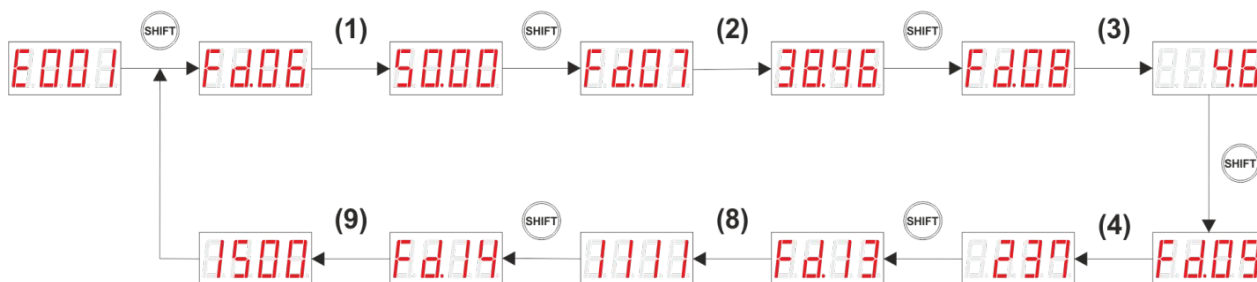 SHIFT (1) SHIFT (2) SHIFT (3)
E001 Fd.06 50.00 Fd.07 38.46 Fd.08 4.6
SHIFT
(9) SHIFT (8) SHIFT (4)
1500 Fd.14 1111 Fd.13 237 Fd.09